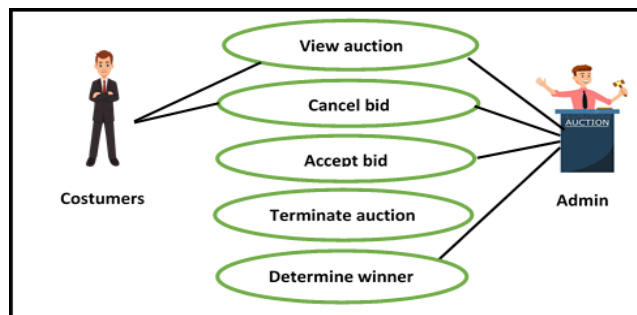 View auction
Cancel bid
AUCTION
Accept bid
Costumers
Admin
Terminate auction
Determine winner